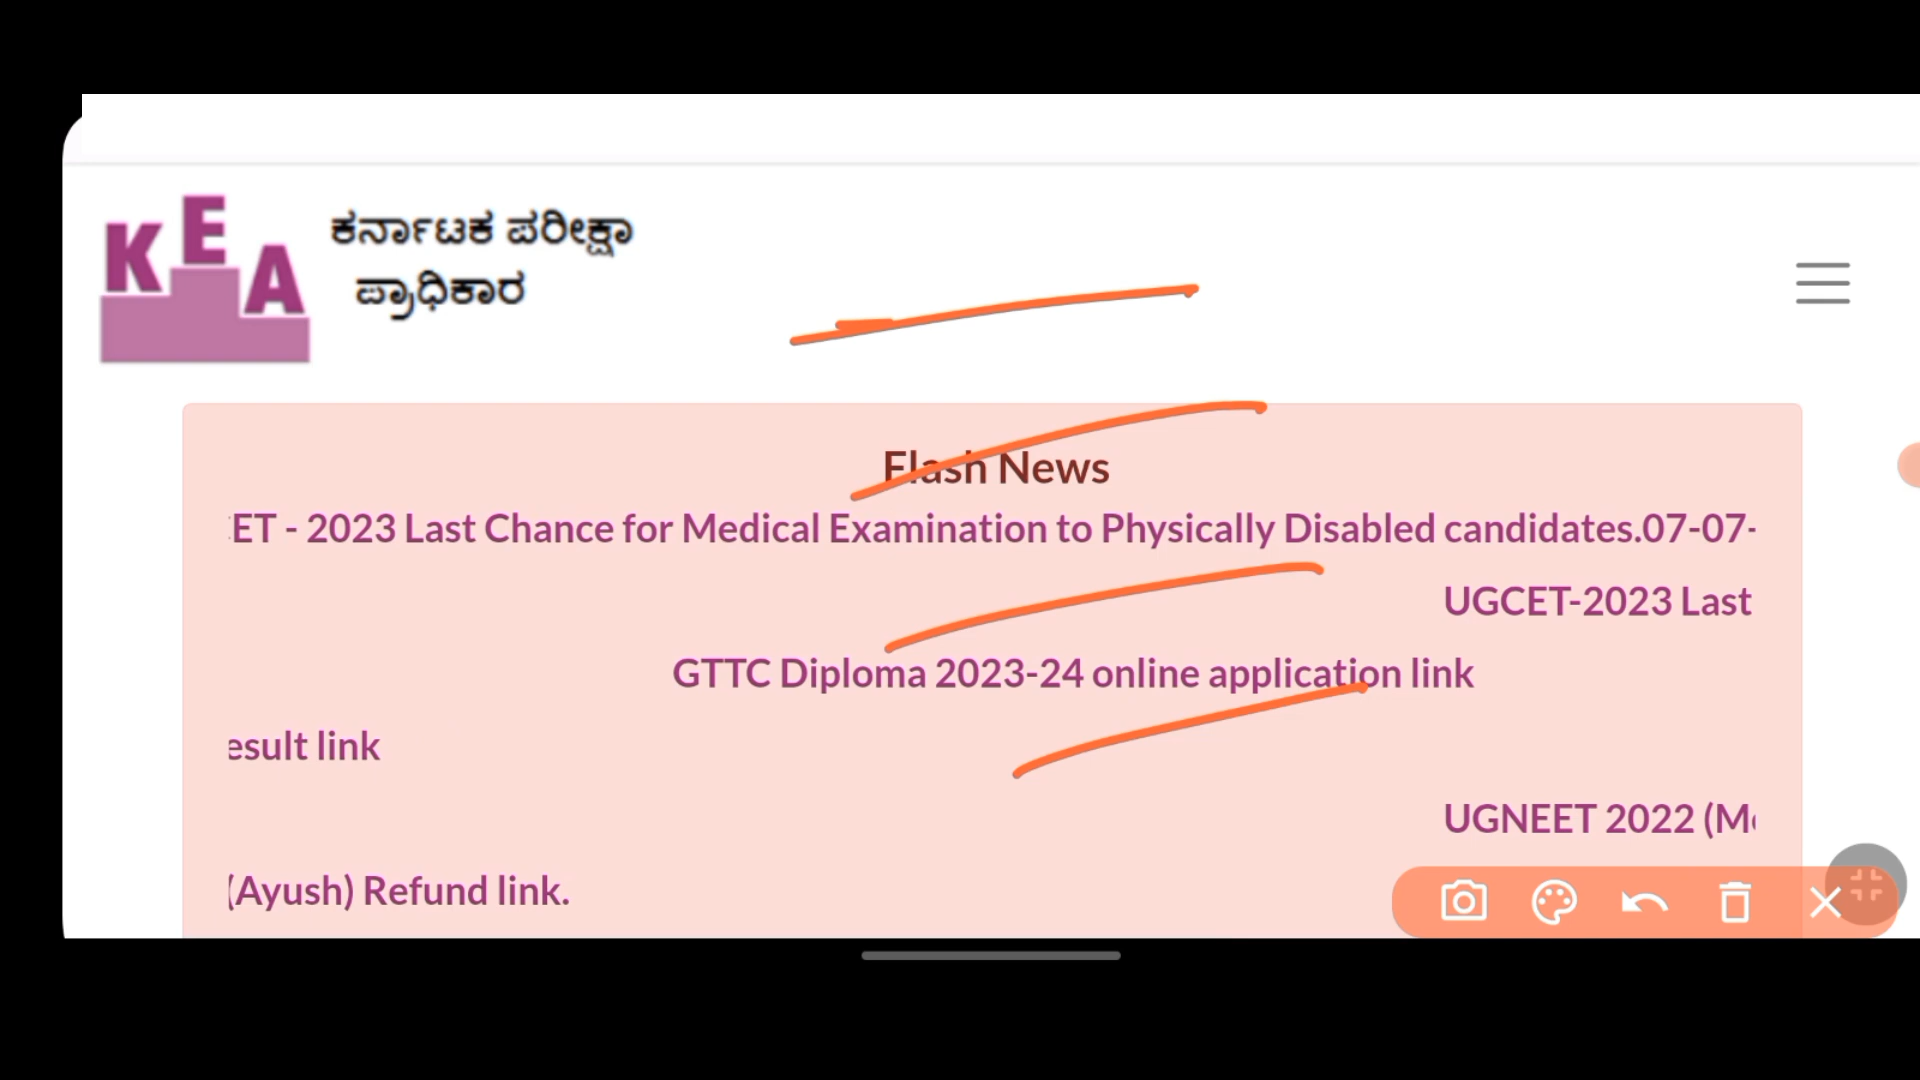 KEA
ಕರ್ನಾಟಕ ಪರೀಕ್ಷಾ
ಪ್ರಾಧಿಕಾರ
Flash News
ET - 2023 Last Chance for Medical Examination to Physically Disabled candidates.07-07-
UGCET-2023 Last
GTTC Diploma 2023-24 online application link
esult link
UGNEET 2022 (M
(Ayush) Refund link.